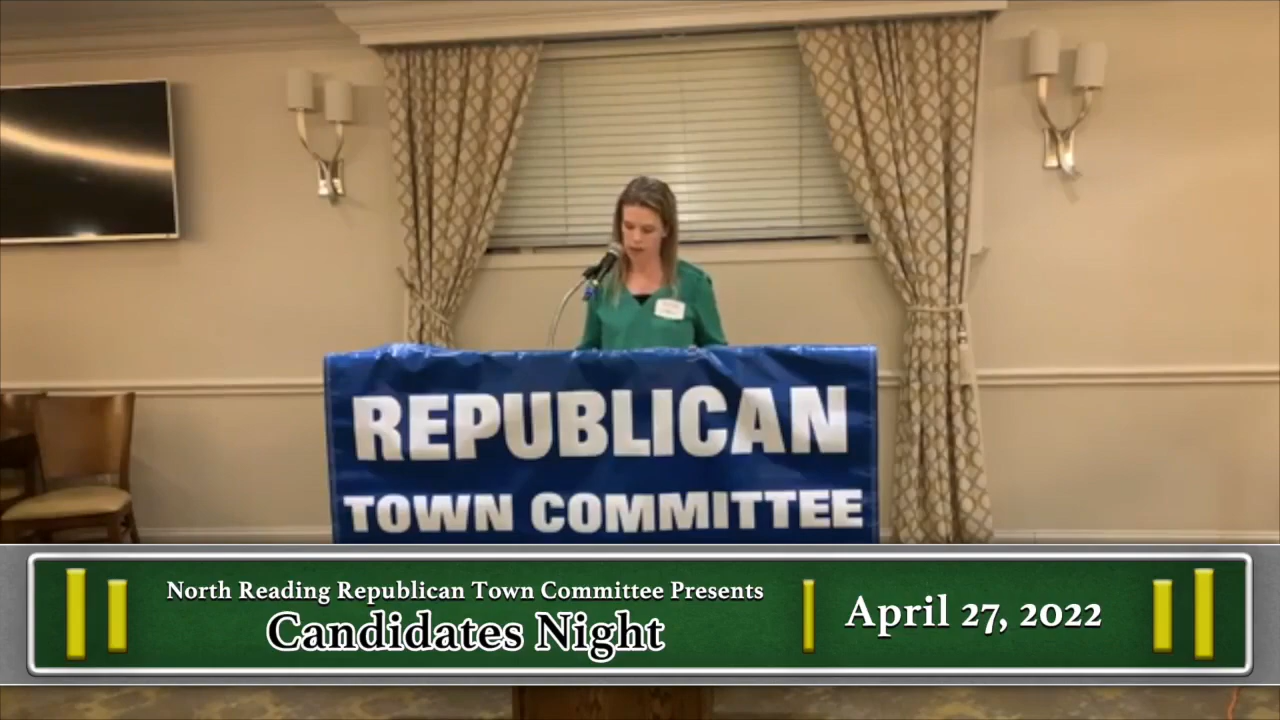 REPUBLICAN
TOWN COMMITTEE
North Reading Republican Town Committee Presents
Candidates Night
April 27, 2022